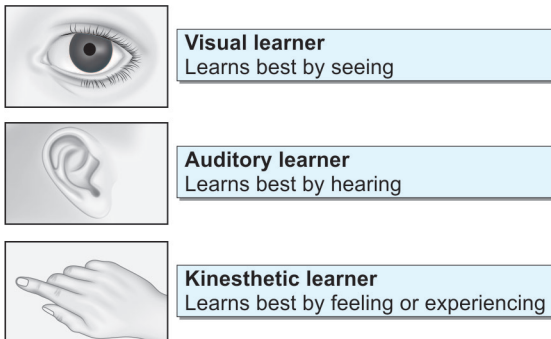 Visual learner
Learns best by seeing
Auditory learner
Learns best by hearing
Kinesthetic learner
Learns best by feeling or experiencing